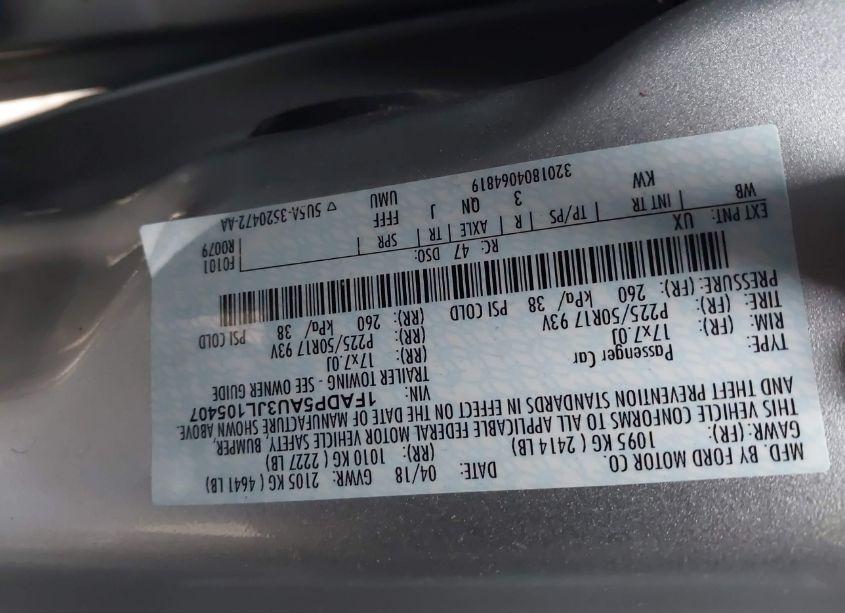 MFD. BY FORD MOTOR CO.
DATE: 04/18 GVWR: 2105 KG ( 4641 LB)
GAWR: (FR): 1095 KG ( 2414 LB) (RR): 1010 KG ( 2227 LB)
THIS VEHICLE CONFORMS TO ALL APPLICABLE FEDERAL MOTOR VEHICLE SAFETY, BUMPER,
AND THEFT PREVENTION STANDARDS IN EFFECT ON THE DATE OF MANUFACTURE SHOWN ABOVE.
VIN: 1FADP5AU3JL105407
TYPE: Passenger Car TRAILER TOWING - SEE OWNER GUIDE
RIM: (FR): 17x7.0J (RR): 17x7.0J
TIRE: (FR): P225/50R17 93V (RR): P225/50R17 93V
PRESSURE: (FR): 260 kPa/ 38 PSI COLD (RR): 260 kPa/ 38 PSI COLD
F0101
R0079
EXT PNT: UX RC: 47 DSO:
WB INT TR TP/PS R AXLE TR SPR
KW 3 QN J FFFF UMU
3201804064819 ▽ 5U5A-3520472-AA